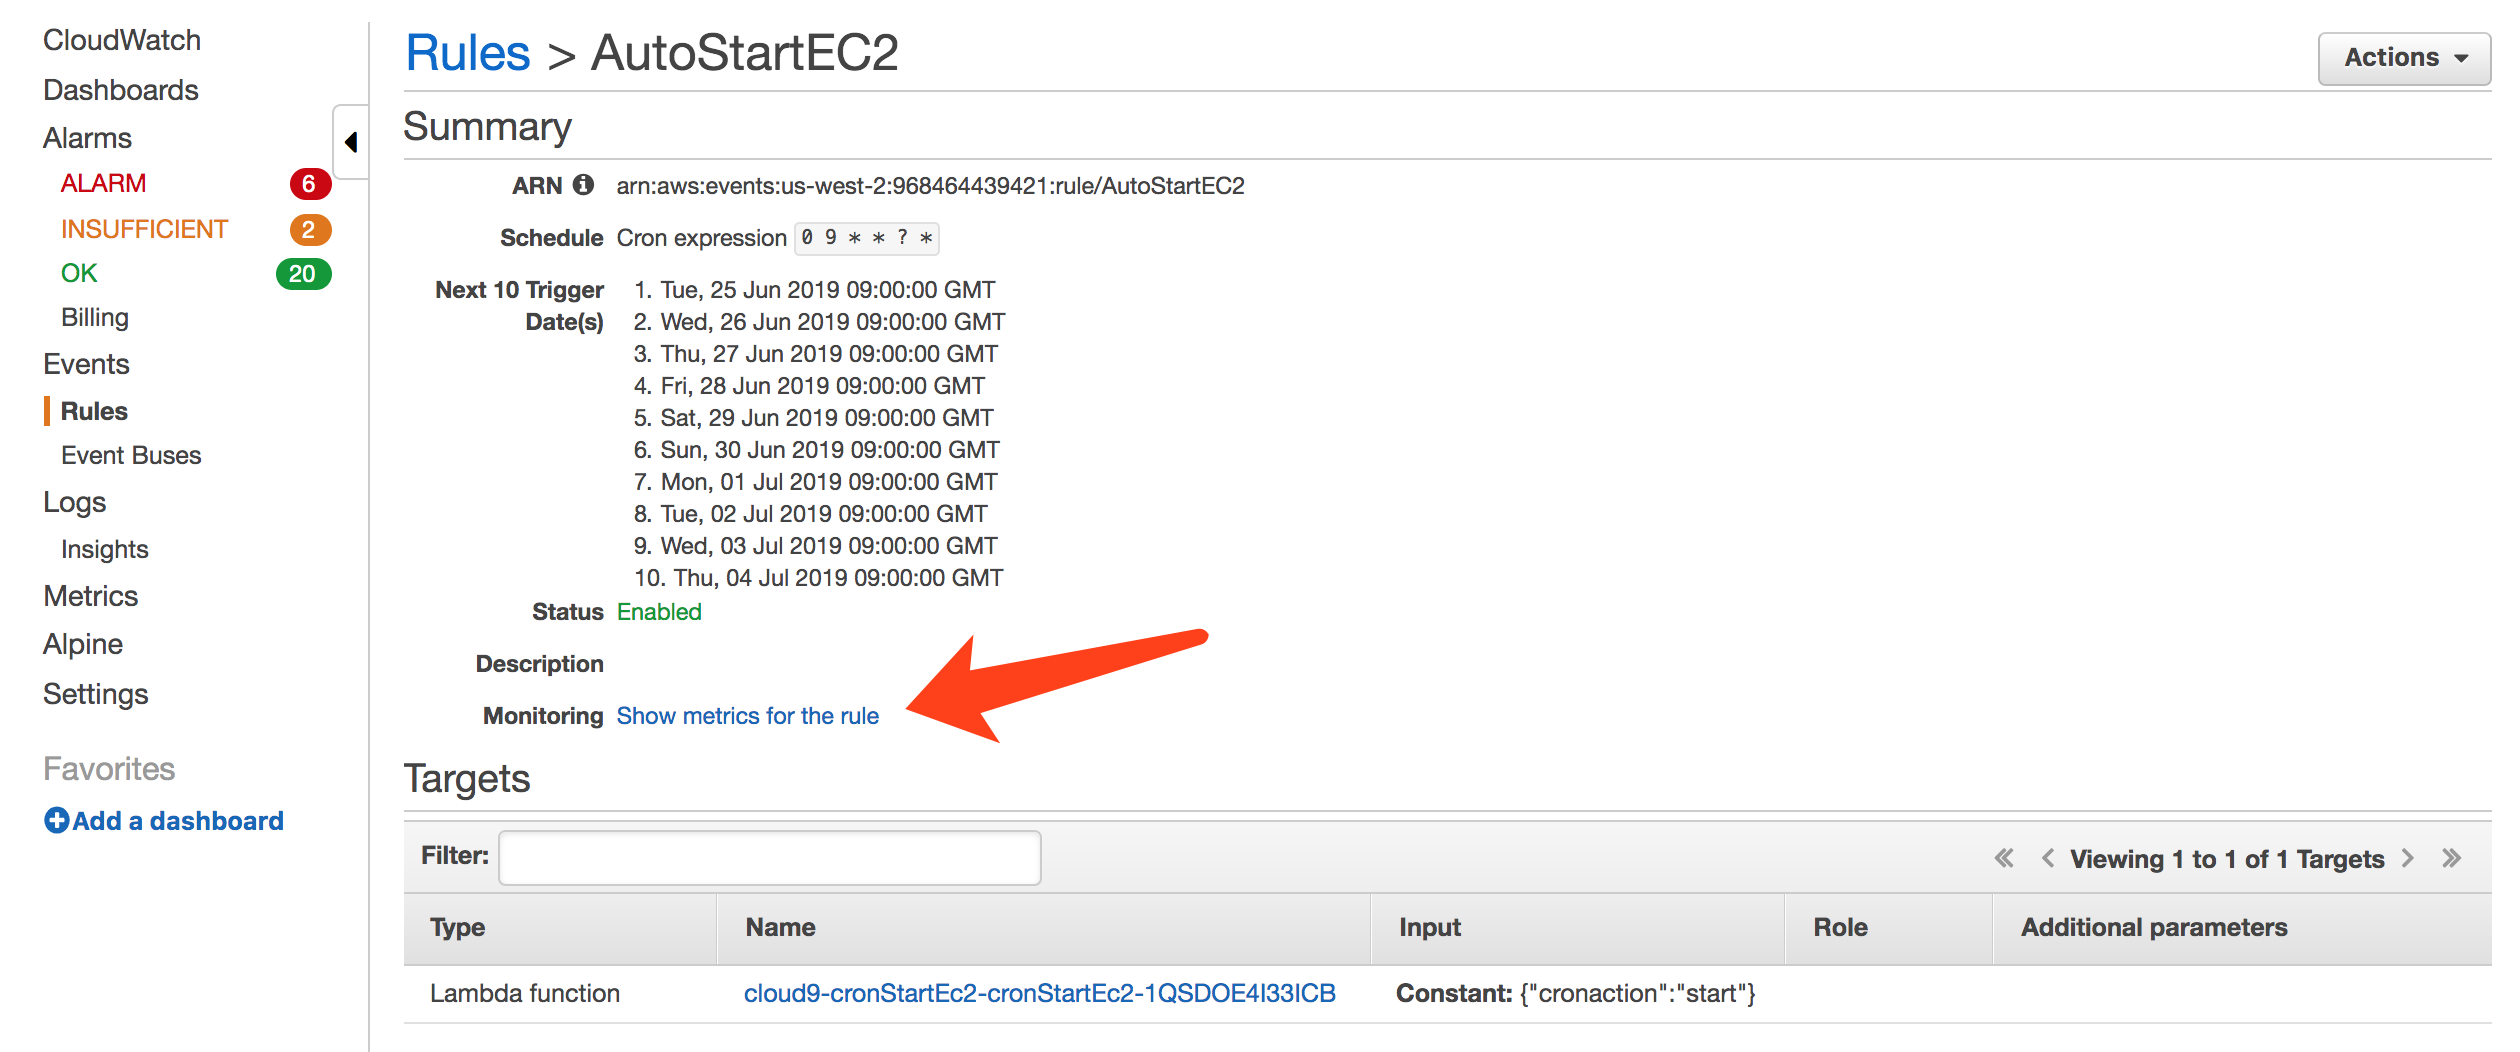 CloudWatch
Dashboards
Alarms
ALARM 6
INSUFFICIENT 2
OK 20
Billing
Events
Rules
Event Buses
Logs
Insights
Metrics
Alpine
Settings
Favorites
Add a dashboard
Rules > AutoStartEC2
Actions
Summary
ARN arn:aws:events:us-west-2:968464439421:rule/AutoStartEC2
Schedule Cron expression 0 9 * * ? *
Next 10 Trigger Date(s)
1. Tue, 25 Jun 2019 09:00:00 GMT
2. Wed, 26 Jun 2019 09:00:00 GMT
3. Thu, 27 Jun 2019 09:00:00 GMT
4. Fri, 28 Jun 2019 09:00:00 GMT
5. Sat, 29 Jun 2019 09:00:00 GMT
6. Sun, 30 Jun 2019 09:00:00 GMT
7. Mon, 01 Jul 2019 09:00:00 GMT
8. Tue, 02 Jul 2019 09:00:00 GMT
9. Wed, 03 Jul 2019 09:00:00 GMT
10. Thu, 04 Jul 2019 09:00:00 GMT
Status Enabled
Description
Monitoring Show metrics for the rule
Targets
Filter: « < Viewing 1 to 1 of 1 Targets > »
Type Name Input Role Additional parameters
Lambda function cloud9-cronStartEc2-cronStartEc2-1QSDOE4I33ICB Constant: {"cronaction":"start"}